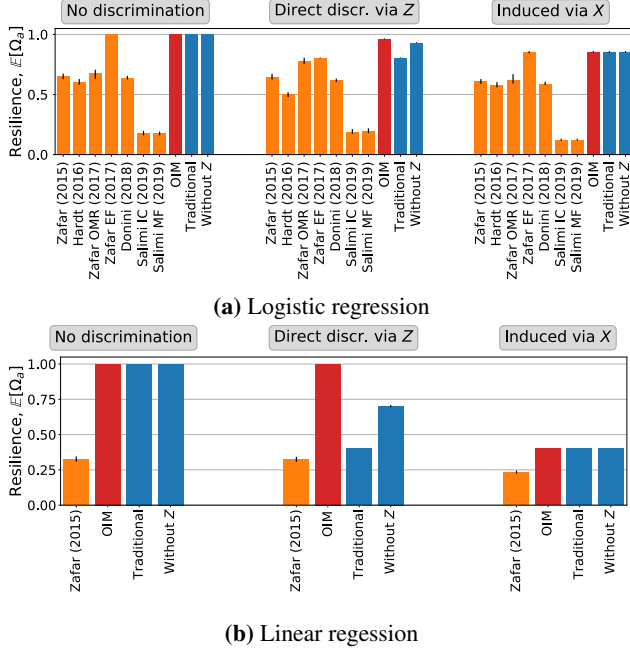 No discrimination Direct discr. via Z Induced via X
Resilience, 𝔼[Ωₐ]
1.0
0.5
0.0
Zafar (2015) Hardt (2016) Zafar OMR (2017) Zafar EF (2017) Donini (2018) Salimi IC (2019) Salimi MF (2019) OIM Traditional Without Z
Zafar (2015) Hardt (2016) Zafar OMR (2017) Zafar EF (2017) Donini (2018) Salimi IC (2019) Salimi MF (2019) OIM Traditional Without Z
Zafar (2015) Hardt (2016) Zafar OMR (2017) Zafar EF (2017) Donini (2018) Salimi IC (2019) Salimi MF (2019) OIM Traditional Without Z
(a) Logistic regression
No discrimination Direct discr. via Z Induced via X
Resilience, 𝔼[Ωₐ]
1.00
0.75
0.50
0.25
0.00
Zafar (2015) OIM Traditional Without Z
Zafar (2015) OIM Traditional Without Z
Zafar (2015) OIM Traditional Without Z
(b) Linear regession